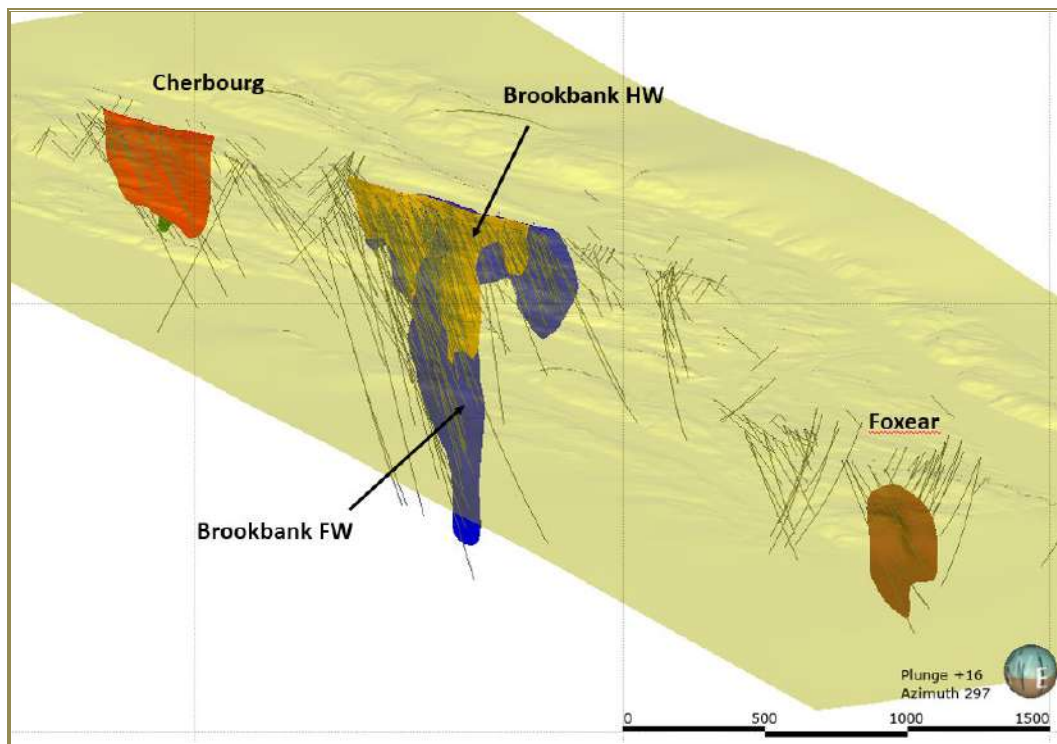 Cherbourg
Brookbank HW
Foxear
Brookbank FW
Plunge +16
Azimuth 297
E
0 500 1000 1500